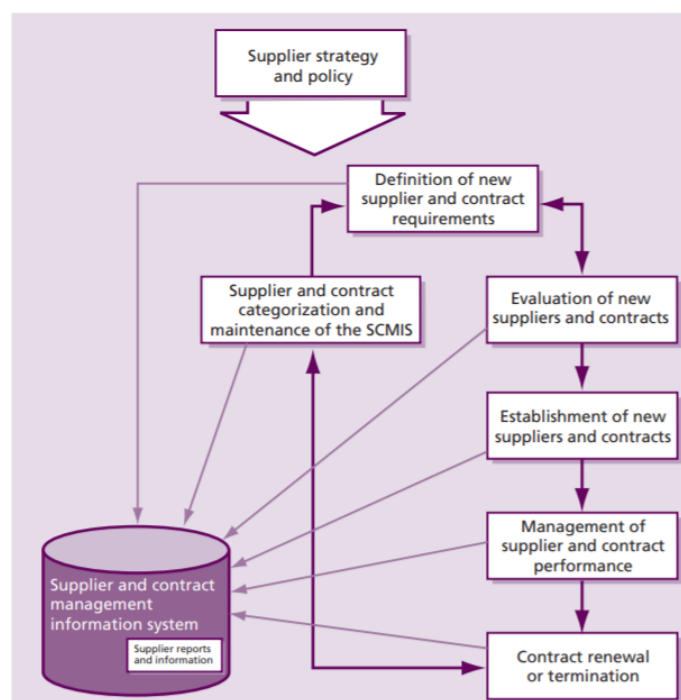 Supplier strategy
and policy
Definition of new
supplier and contract
requirements
Supplier and contract
categorization and
maintenance of the SCMIS
Evaluation of new
suppliers and contracts
Establishment of new
suppliers and contracts
Management of
supplier and contract
performance
Supplier and contract
management
information system
Supplier reports
and information
Contract renewal
or termination